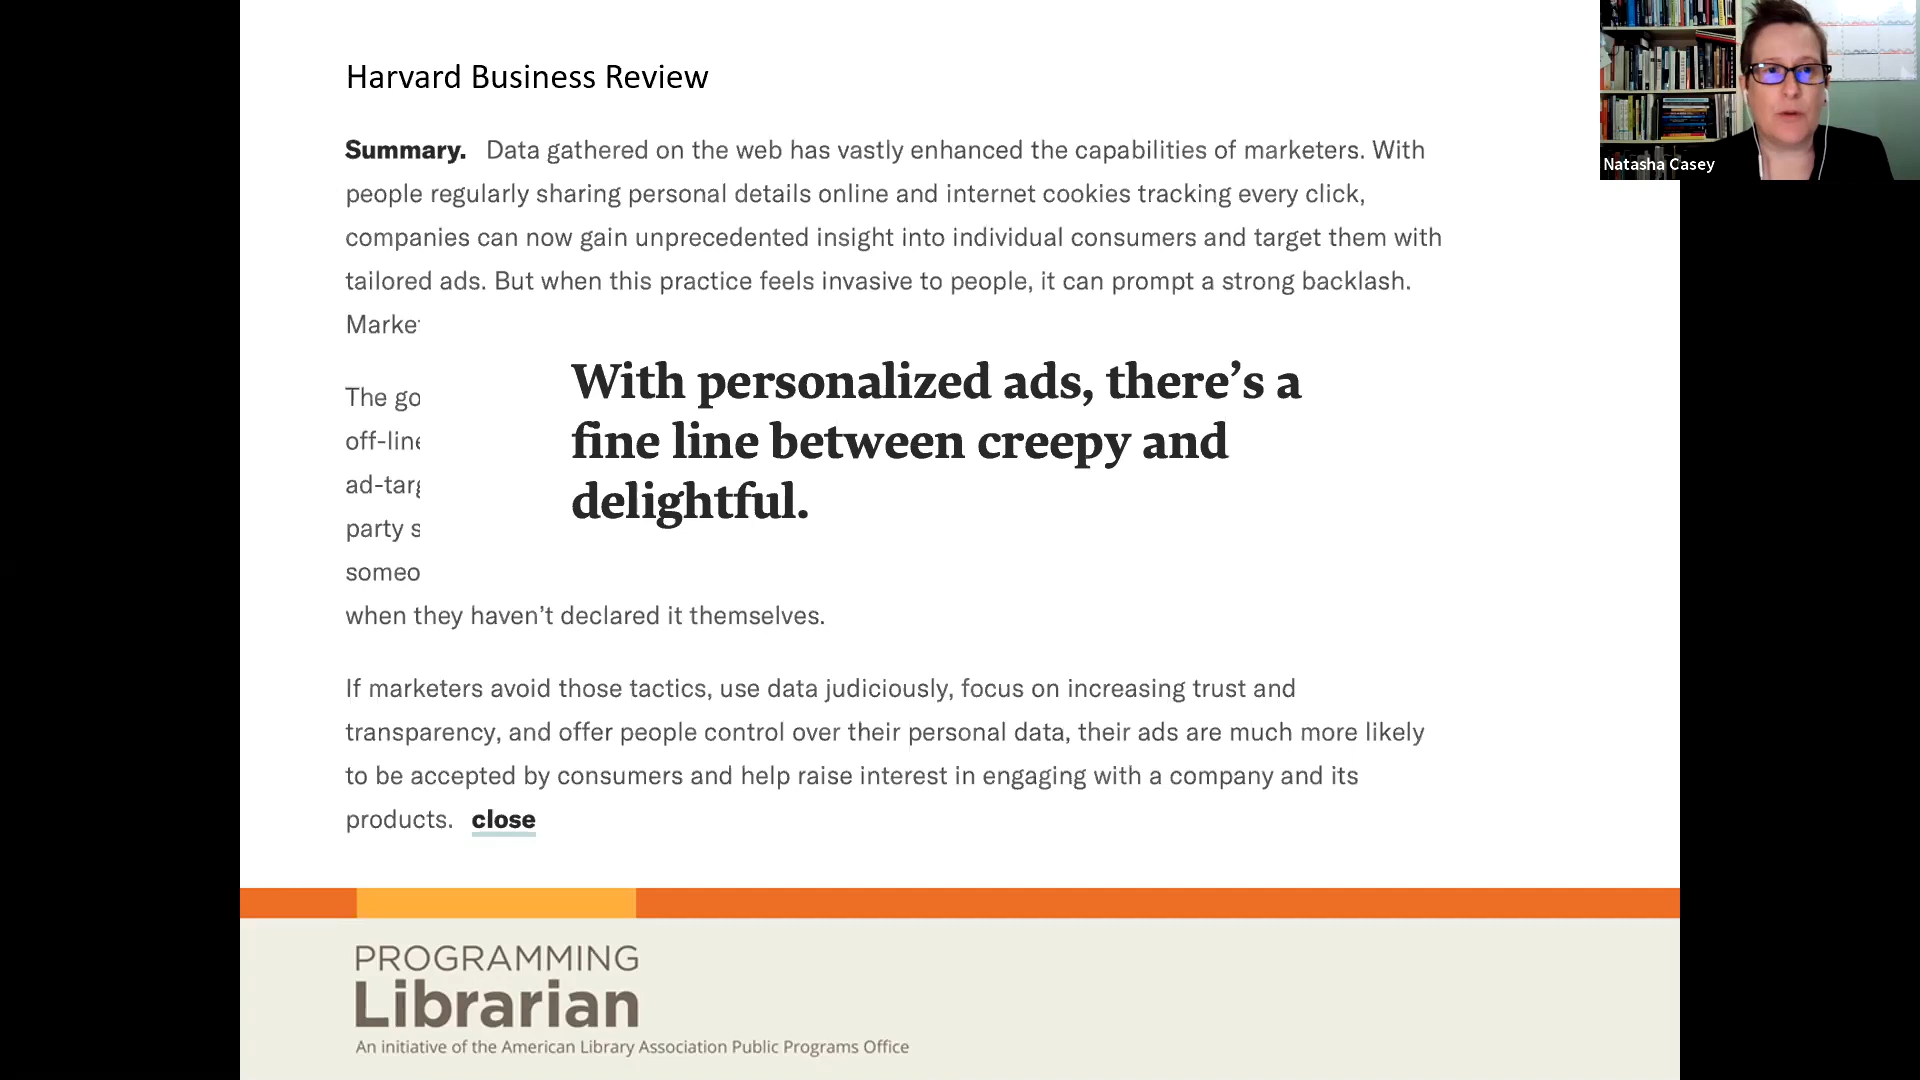 Harvard Business Review
Summary. Data gathered on the web has vastly enhanced the capabilities of marketers. With
people regularly sharing personal details online and internet cookies tracking every click,
companies can now gain unprecedented insight into individual consumers and target them with
tailored ads. But when this practice feels invasive to people, it can prompt a strong backlash.
Marke
The go
off-line
ad-targ
party s
someo
With personalized ads, there’s a
fine line between creepy and
delightful.
when they haven’t declared it themselves.
If marketers avoid those tactics, use data judiciously, focus on increasing trust and
transparency, and offer people control over their personal data, their ads are much more likely
to be accepted by consumers and help raise interest in engaging with a company and its
products. close
PROGRAMMING
Librarian
An initiative of the American Library Association Public Programs Office
Natasha Casey